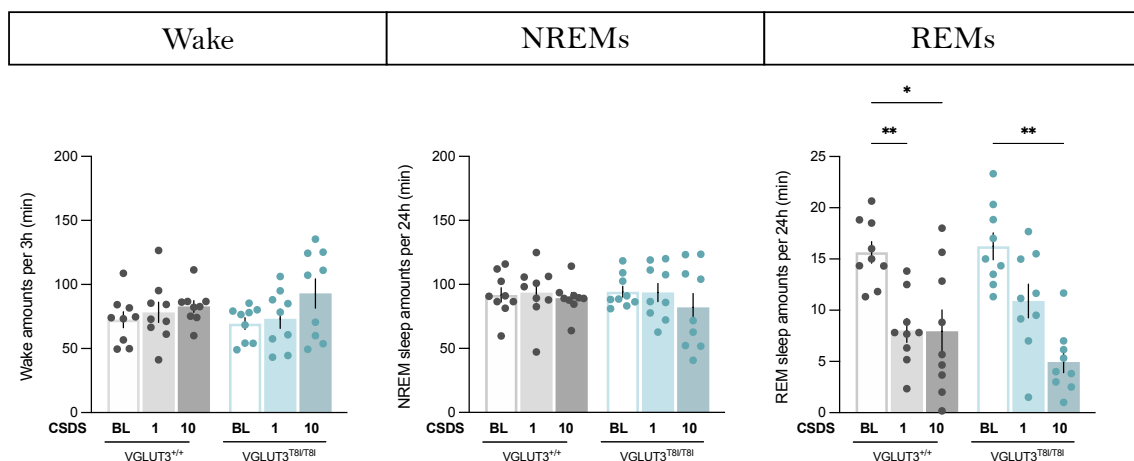 Wake NREMs REMs
* 
** **
200 200 25
20
150 150
15
100 100
10
50 50
5
0 0 0
Wake amounts per 3h (min)
NREM sleep amounts per 24h (min)
REM sleep amounts per 24h (min)
CSDS BL 1 10 BL 1 10 CSDS BL 1 10 BL 1 10 CSDS BL 1 10 BL 1 10
VGLUT3+/+ VGLUT3T8I/T8I VGLUT3+/+ VGLUT3T8I/T8I VGLUT3+/+ VGLUT3T8I/T8I